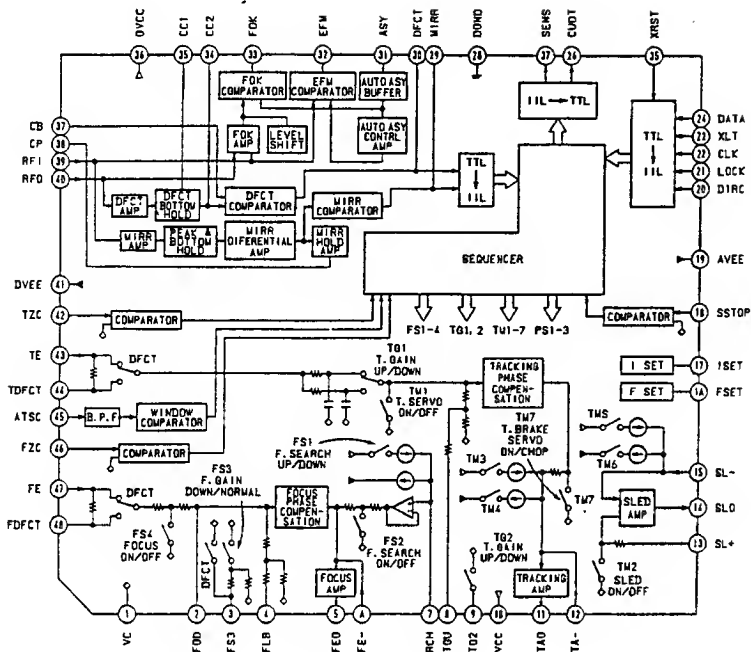 DVCC
CC1
CC2
FOK
EFM
ASY
DFCT
MIRR
DGND
SENS
CUOT
XRST
36
35
34
33
32
31
30
29
28
37
26
35
FOK
COMPARATOR
EFM
COMPARATOR
AUTO ASY
BUFFER
IIL → TTL
CB
37
CP
38
RFI
39
RFO
40
FOK
AMP
LEVEL
SHIFT
AUTO ASY
CONTRL
AMP
TTL
↓
IIL
TTL
↓
IIL
24
DATA
23
XLT
22
CLK
21
LOCK
20
DIRC
DFCT
AMP
DFCT
BOTTOM
HOLD
DFCT
COMPARATOR
MIRR
COMPARATOR
MIRR
AMP
PEAK &
BOTTOM
HOLD
MIRR
DIFERENTIAL
AMP
MIRR
HOLD
AMP
SEQUENCER
19
AVEE
DVEE
41
TZC
42
COMPARATOR
FS1-4
TG1, 2
TM1-7
PS1-3
COMPARATOR
18
SSTOP
TE
43
DFCT
TDFCT
44
TG1
T. GAIN
UP/DOWN
TM1
T. SERVO
ON/OFF
TRACKING
PHASE
COMPEN-
SATION
I SET
17
ISET
F SET
FSET
ATSC
45
B.P.F
WINDOW
COMPARATOR
FZC
46
COMPARATOR
FS1
F. SEARCH
UP/DOWN
TM7
T. BRAKE
SERVO
ON/CHOP
TM3
TM4
TM7
TM5
TM6
15
SL-
FE
47
DFCT
FDFCT
48
FS4
FOCUS
ON/OFF
FS3
F. GAIN
DOWN/NORMAL
DFCT
FOCUS
PHASE
COMPEN-
SATION
FS2
F. SEARCH
ON/OFF
FOCUS
AMP
TG2
T. GAIN
UP/DOWN
TRACKING
AMP
SLED
AMP
14
SLO
13
SL+
TM2
SLED
ON/OFF
1
2
3
4
5
6
7
8
9
10
11
12
VC
FOD
FS3
FLB
FEO
FE-
RCH
TGU
TG2
VCC
TAO
TA-